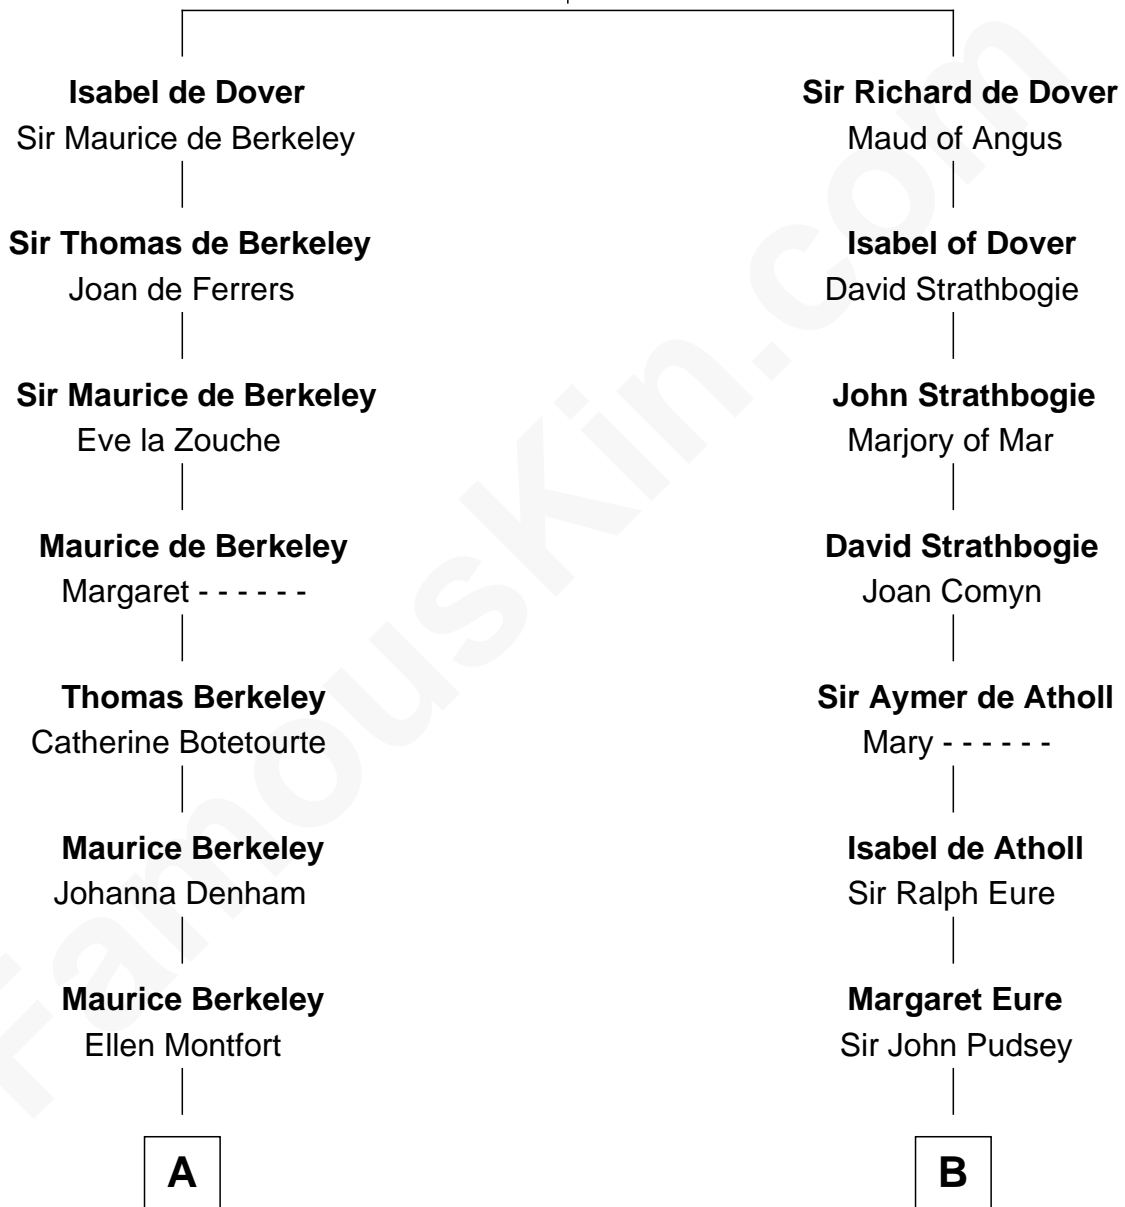 Isabel de Dover
Sir Maurice de Berkeley
Sir Richard de Dover
Maud of Angus
Sir Thomas de Berkeley
Joan de Ferrers
Isabel of Dover
David Strathbogie
Sir Maurice de Berkeley
Eve la Zouche
John Strathbogie
Marjory of Mar
Maurice de Berkeley
Margaret - - - - - -
David Strathbogie
Joan Comyn
Thomas Berkeley
Catherine Botetourte
Sir Aymer de Atholl
Mary - - - - - -
Maurice Berkeley
Johanna Denham
Isabel de Atholl
Sir Ralph Eure
Maurice Berkeley
Ellen Montfort
Margaret Eure
Sir John Pudsey
A
B
FamousKin.com